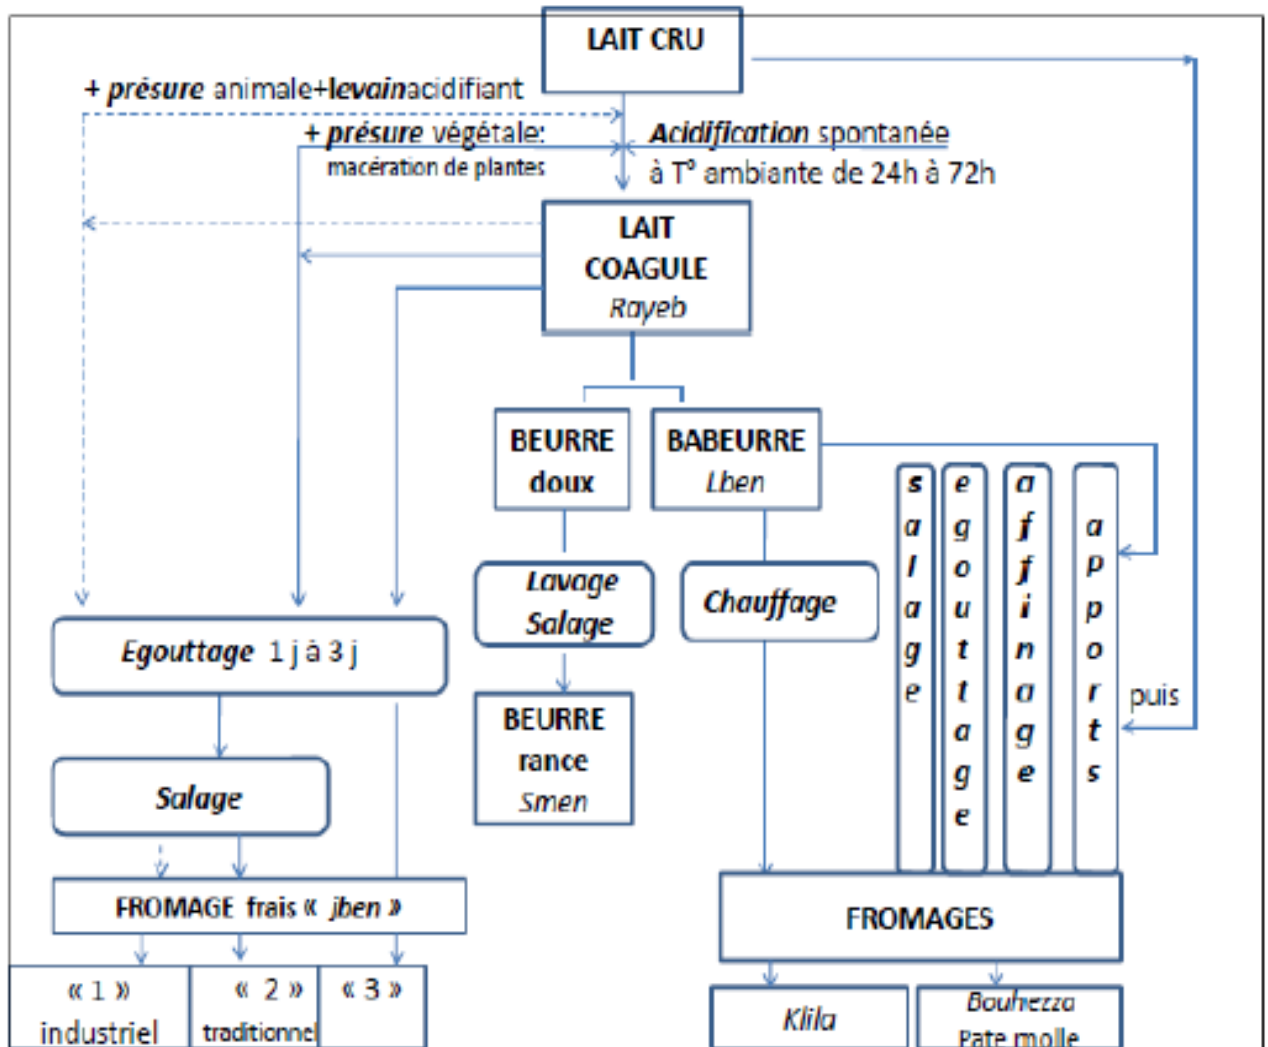 LAIT CRU
+ présure animale+levainacidifiant
+ présure végétale:
macération de plantes
Acidification spontanée
à T° ambiante de 24h à 72h
LAIT
COAGULE
Rayeb
BEURRE
doux
BABEURRE
Lben
Lavage
Salage
Chauffage
salage
egouttage
affinage
apports
puis
Egouttage 1 j à 3 j
BEURRE
rance
Smen
Salage
FROMAGE frais « jben »
FROMAGES
« 1 »
industriel
« 2 »
traditionnel
« 3 »
Klila
Bouhezza
Pate molle